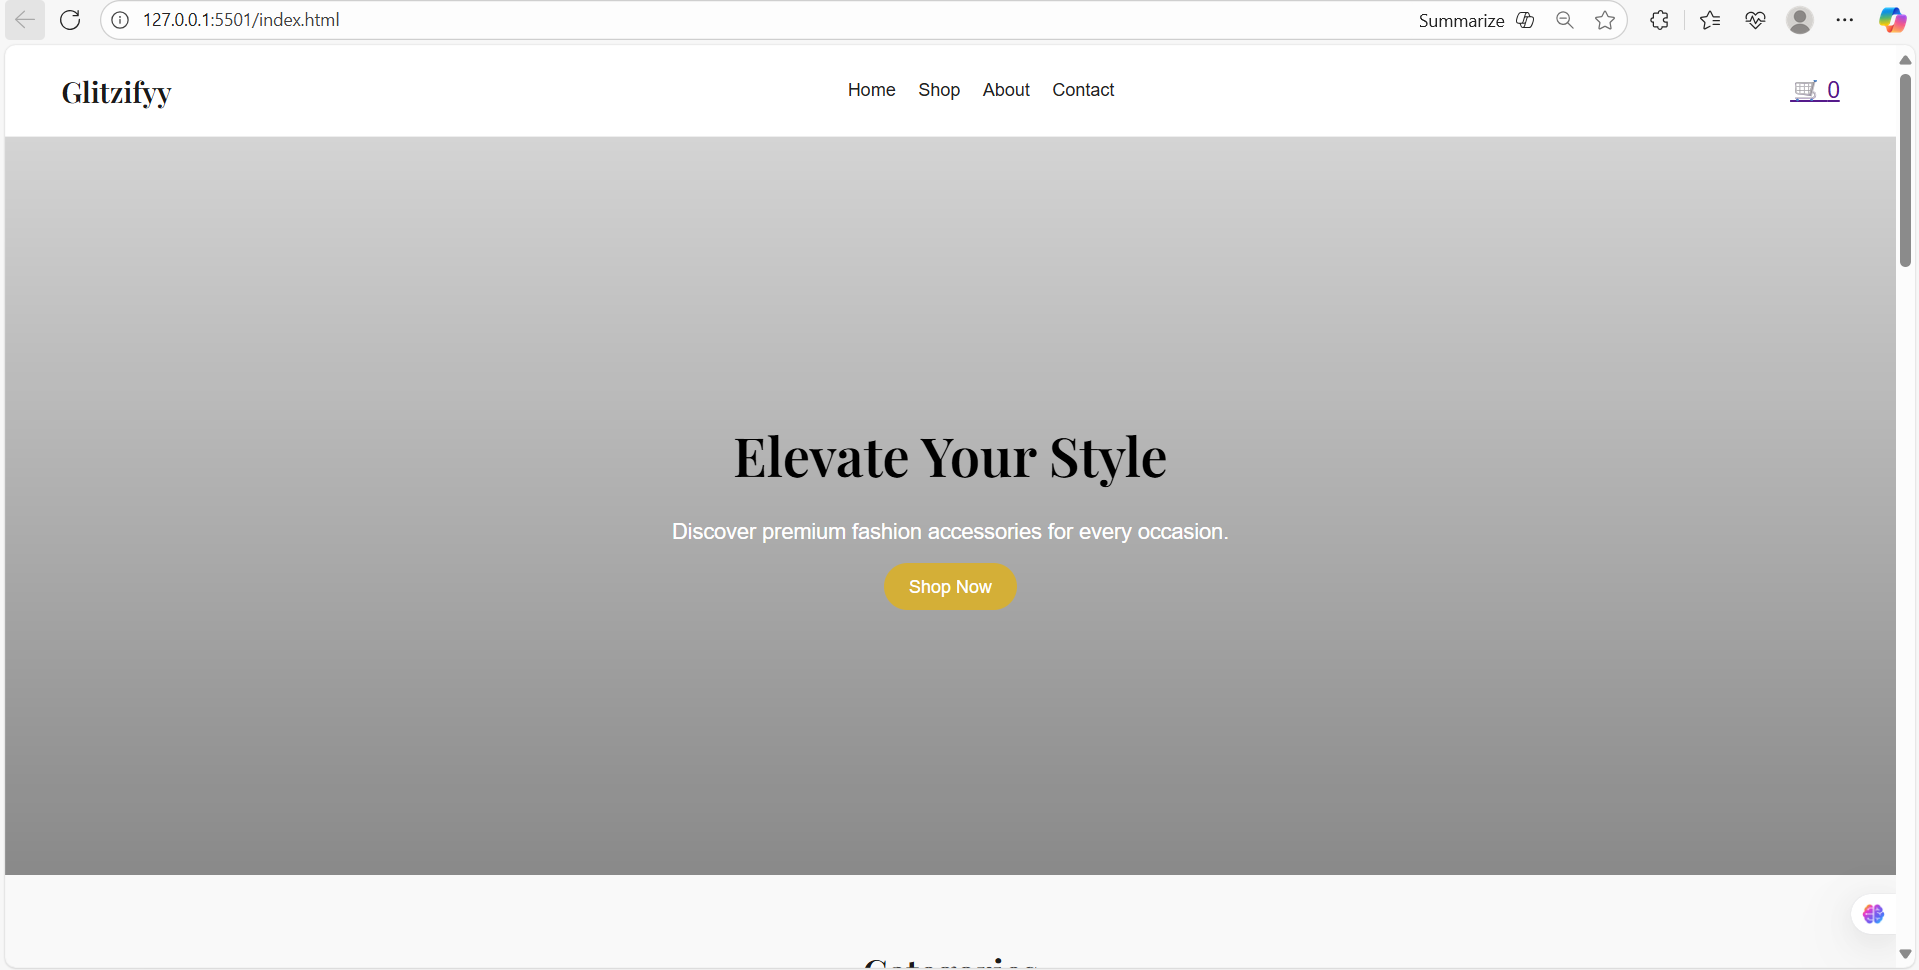 127.0.0.1:5501/index.html Summarize
Glitzifyy Home Shop About Contact 0
Elevate Your Style
Discover premium fashion accessories for every occasion.
Shop Now